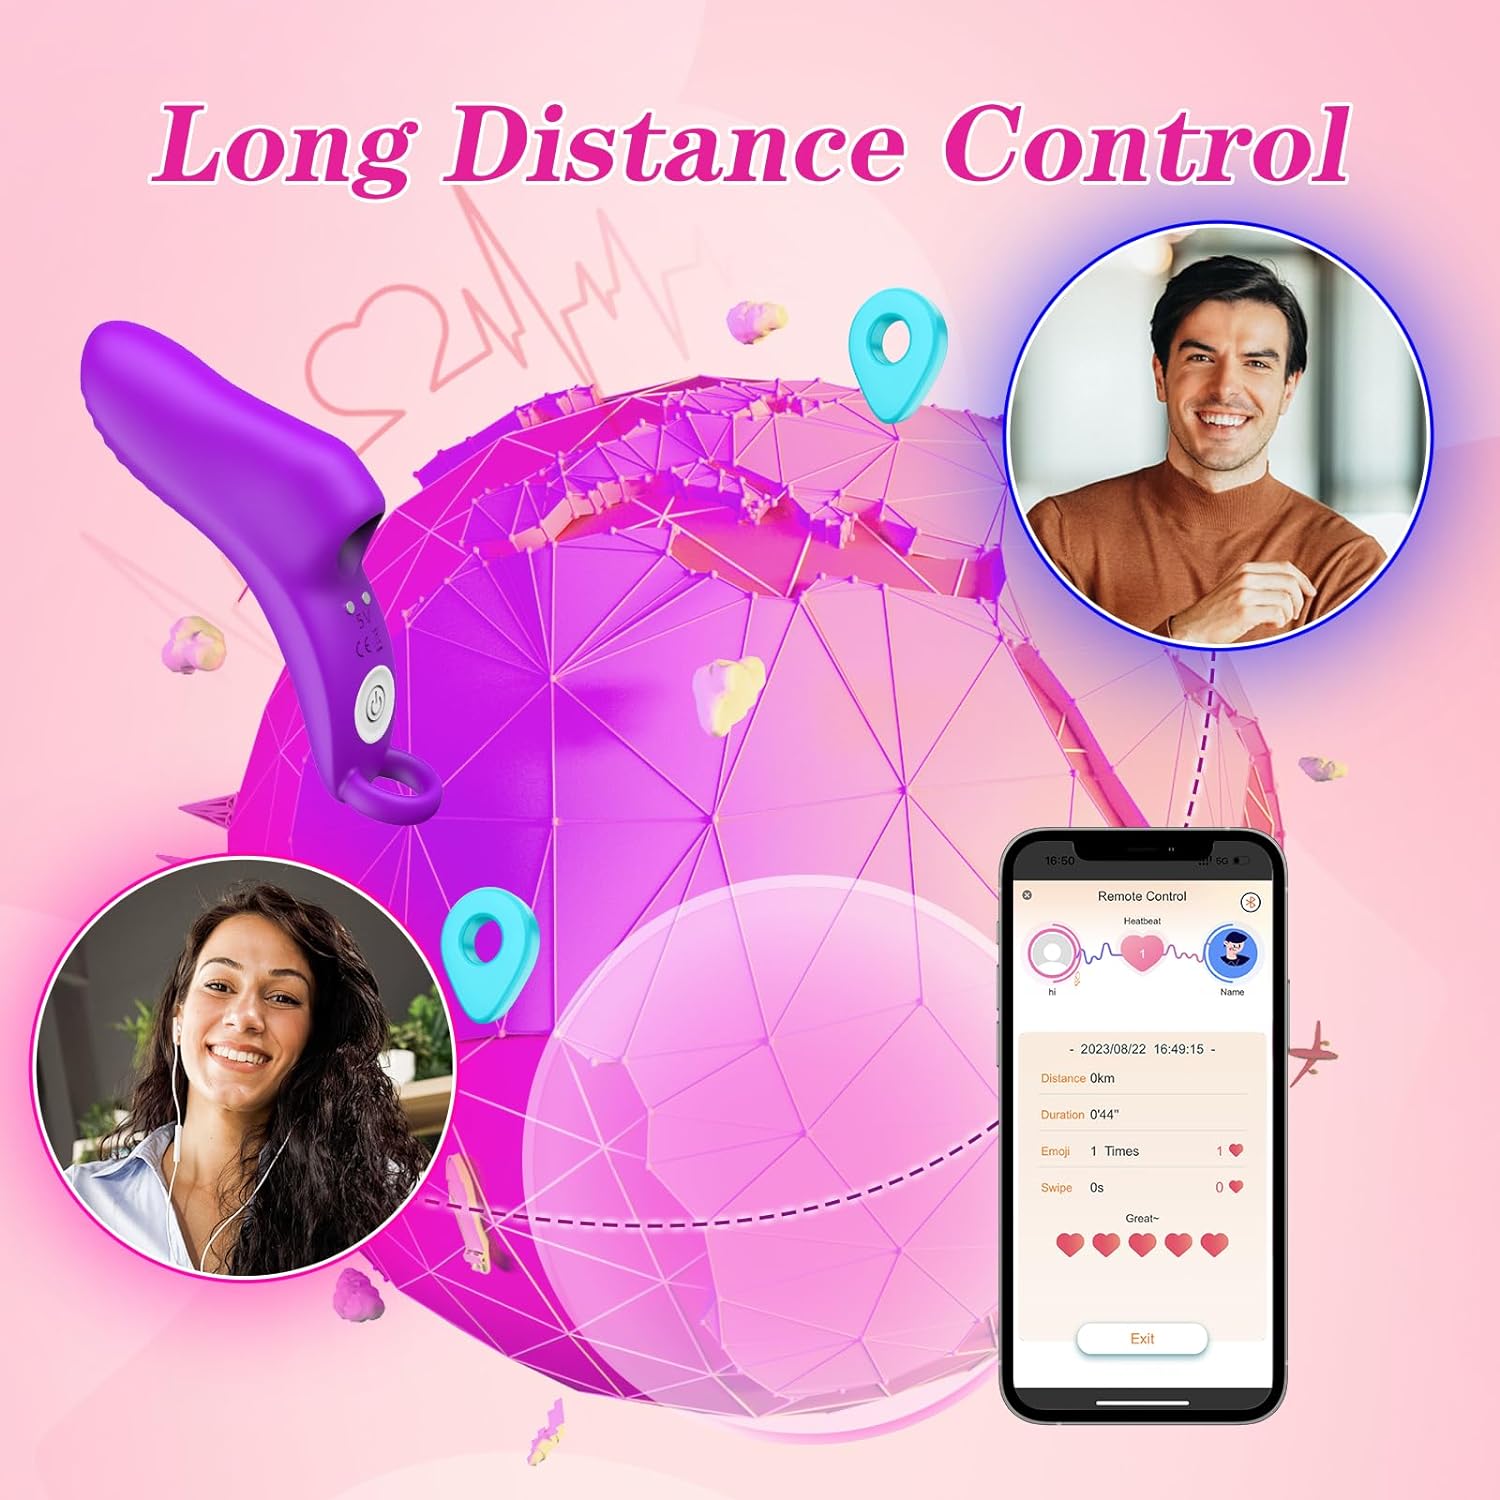 Long Distance Control
5V
CE
16:50
5G
Remote Control
Heatbeat
1
hi
Name
- 2023/08/22 16:49:15 -
Distance 0km
Duration 0'44"
Emoji 1 Times 1
Swipe 0s 0
Great~
Exit